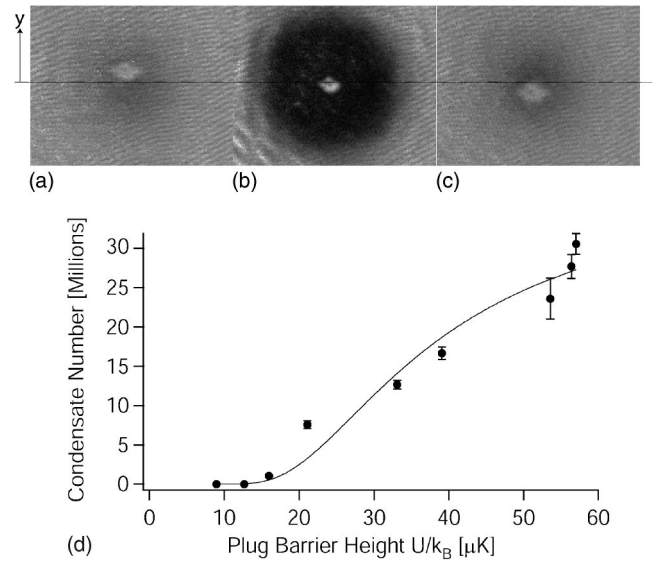 y
(a)
(b)
(c)
Condensate Number [Millions]
30
25
20
15
10
5
0
0 10 20 30 40 50 60
(d)
Plug Barrier Height U/k_B [μK]